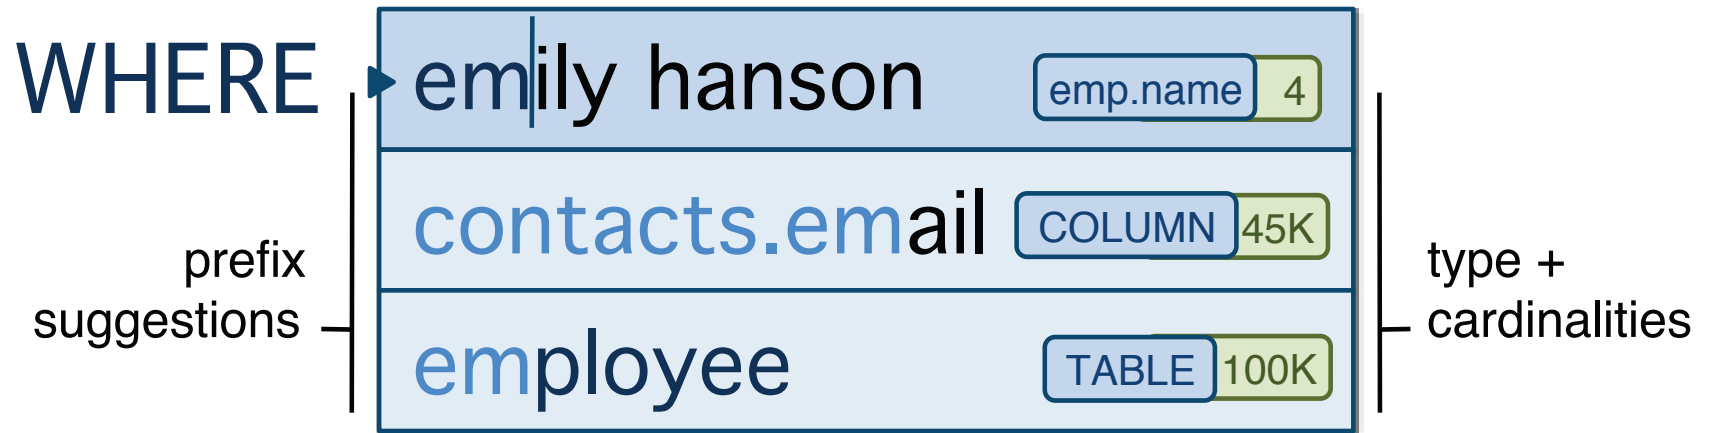 WHERE
emily hanson emp.name 4
contacts.email COLUMN 45K
employee TABLE 100K
prefix
suggestions
type +
cardinalities